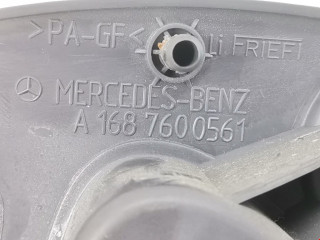 >PA-GF< Li. FRIEFI
MERCEDES-BENZ
A 168 760 0561